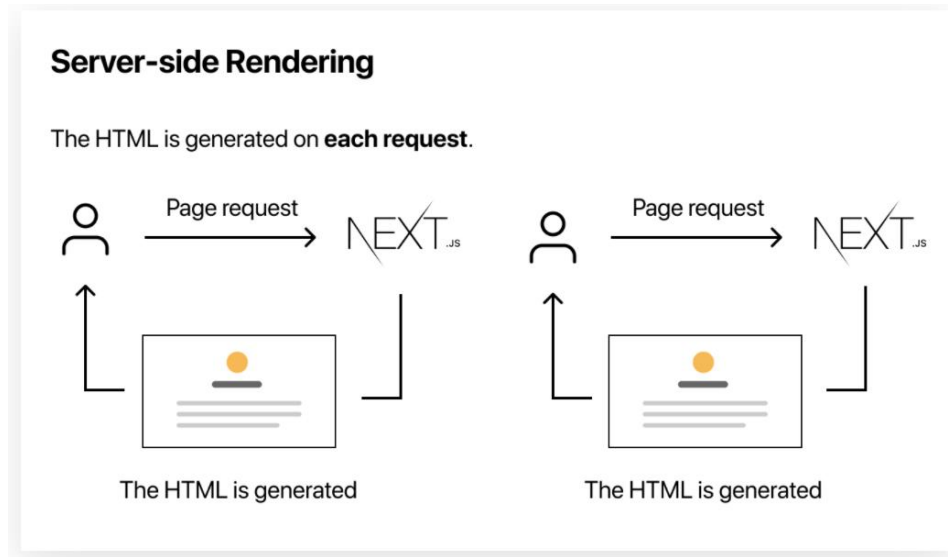 Server-side Rendering
The HTML is generated on each request.
Page request
NEXT.JS
Page request
NEXT.JS
The HTML is generated
The HTML is generated